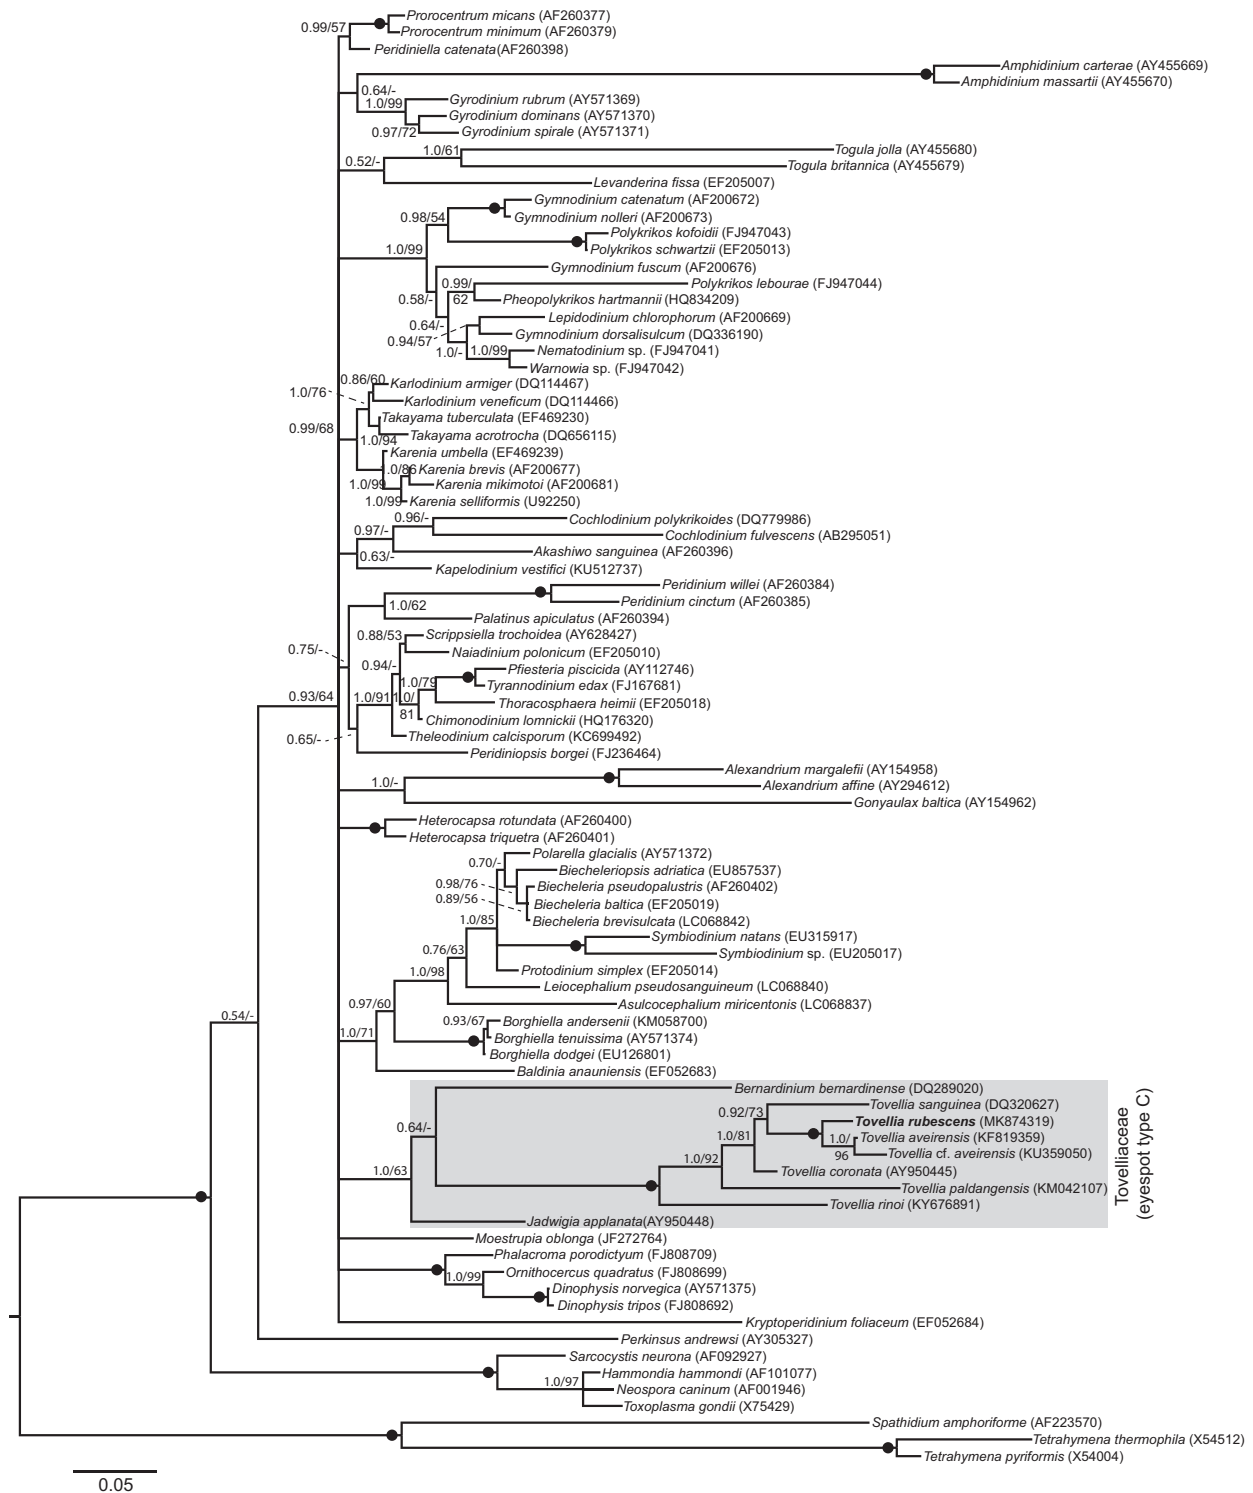 0.99/57
Prorocentrum micans (AF260377)
Prorocentrum minimum (AF260379)
Peridiniella catenata(AF260398)
Amphidinium carterae (AY455669)
Amphidinium massartii (AY455670)
0.64/-
1.0/99
Gyrodinium rubrum (AY571369)
Gyrodinium dominans (AY571370)
0.97/72
Gyrodinium spirale (AY571371)
1.0/61
Togula jolla (AY455680)
0.52/-
Togula britannica (AY455679)
Levanderina fissa (EF205007)
Gymnodinium catenatum (AF200672)
0.98/54
Gymnodinium nolleri (AF200673)
Polykrikos kofoidii (FJ947043)
1.0/99
Polykrikos schwartzii (EF205013)
Gymnodinium fuscum (AF200676)
0.99/
62
Polykrikos lebourae (FJ947044)
0.58/-
Pheopolykrikos hartmannii (HQ834209)
Lepidodinium chlorophorum (AF200669)
0.64/-
0.94/57
Gymnodinium dorsalisulcum (DQ336190)
1.0/-
1.0/99
Nematodinium sp. (FJ947041)
Warnowia sp. (FJ947042)
0.86/60
Karlodinium armiger (DQ114467)
1.0/76
Karlodinium veneficum (DQ114466)
Takayama tuberculata (EF469230)
0.99/68
Takayama acrotrocha (DQ656115)
1.0/94
Karenia umbella (EF469239)
1.0/86
Karenia brevis (AF200677)
1.0/99
Karenia mikimotoi (AF200681)
1.0/99
Karenia selliformis (U92250)
0.96/-
Cochlodinium polykrikoides (DQ779986)
0.97/-
Cochlodinium fulvescens (AB295051)
0.63/-
Akashiwo sanguinea (AF260396)
Kapelodinium vestifici (KU512737)
Peridinium willei (AF260384)
1.0/62
Peridinium cinctum (AF260385)
Palatinus apiculatus (AF260394)
0.88/53
Scrippsiella trochoidea (AY628427)
0.75/-
Naiadinium polonicum (EF205010)
0.94/-
Pfiesteria piscicida (AY112746)
1.0/79
Tyrannodinium edax (FJ167681)
0.93/64
1.0/91
1.0/
81
Thoracosphaera heimii (EF205018)
Chimonodinium lomnickii (HQ176320)
0.65/-
Theleodinium calcisporum (KC699492)
Peridiniopsis borgei (FJ236464)
Alexandrium margalefii (AY154958)
1.0/-
Alexandrium affine (AY294612)
Gonyaulax baltica (AY154962)
Heterocapsa rotundata (AF260400)
Heterocapsa triquetra (AF260401)
0.70/-
Polarella glacialis (AY571372)
Biecheleriopsis adriatica (EU857537)
0.98/76
Biecheleria pseudopalustris (AF260402)
0.89/56
Biecheleria baltica (EF205019)
1.0/85
Biecheleria brevisulcata (LC068842)
Symbiodinium natans (EU315917)
0.76/63
Symbiodinium sp. (EU205017)
1.0/98
Protodinium simplex (EF205014)
Leiocephalium pseudosanguineum (LC068840)
0.97/60
Asulcocephalium miricentonis (LC068837)
0.54/-
0.93/67
Borghiella andersenii (KM058700)
1.0/71
Borghiella tenuissima (AY571374)
Borghiella dodgei (EU126801)
Baldinia anauniensis (EF052683)
Bernardinium bernardinense (DQ289020)
0.92/73
Tovellia sanguinea (DQ320627)
0.64/-
Tovellia rubescens (MK874319)
1.0/81
1.0/
96
Tovellia aveirensis (KF819359)
1.0/92
Tovellia cf. aveirensis (KU359050)
1.0/63
Tovellia coronata (AY950445)
Tovellia paldangensis (KM042107)
Tovellia rinoi (KY676891)
Jadwigia applanata(AY950448)
Tovelliaceae
(eyespot type C)
Moestrupia oblonga (JF272764)
Phalacroma porodictyum (FJ808709)
1.0/99
Ornithocercus quadratus (FJ808699)
Dinophysis norvegica (AY571375)
Dinophysis tripos (FJ808692)
Kryptoperidinium foliaceum (EF052684)
Perkinsus andrewsi (AY305327)
Sarcocystis neurona (AF092927)
1.0/97
Hammondia hammondi (AF101077)
Neospora caninum (AF001946)
Toxoplasma gondii (X75429)
Spathidium amphoriforme (AF223570)
Tetrahymena thermophila (X54512)
Tetrahymena pyriformis (X54004)
0.05